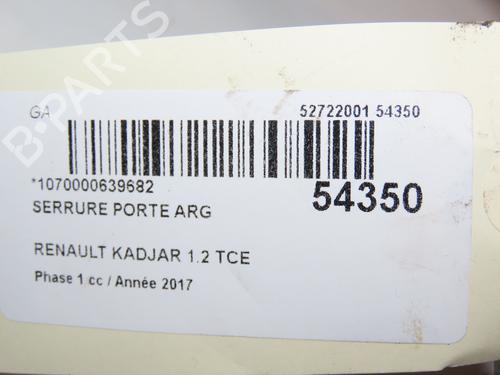 GA
52722001 54350
*1070000639682
54350
SERRURE PORTE ARG
RENAULT KADJAR 1.2 TCE
Phase 1 cc / Année 2017
B-PARTS